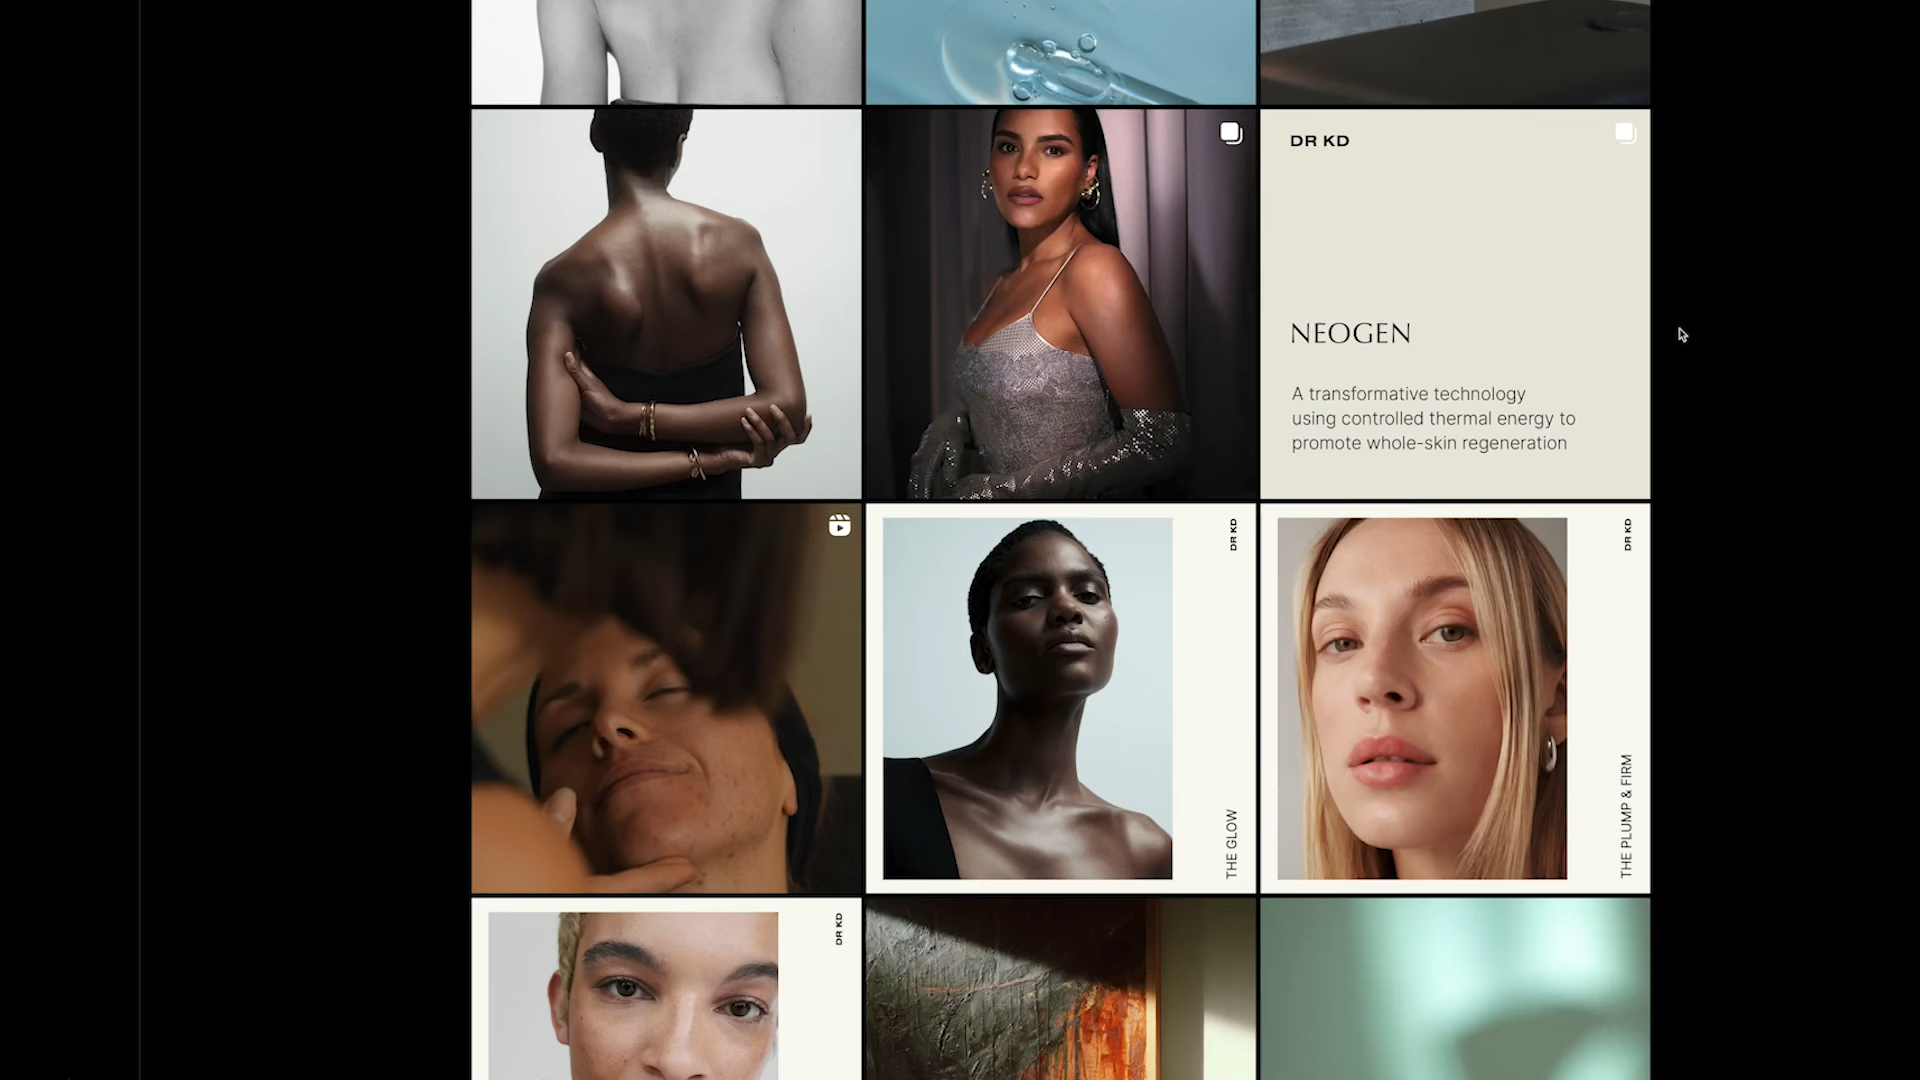 DR KD
NEOGEN
A transformative technology
using controlled thermal energy to
promote whole-skin regeneration
DR KD
THE GLOW
DR KD
THE PLUMP & FIRM
DR KD